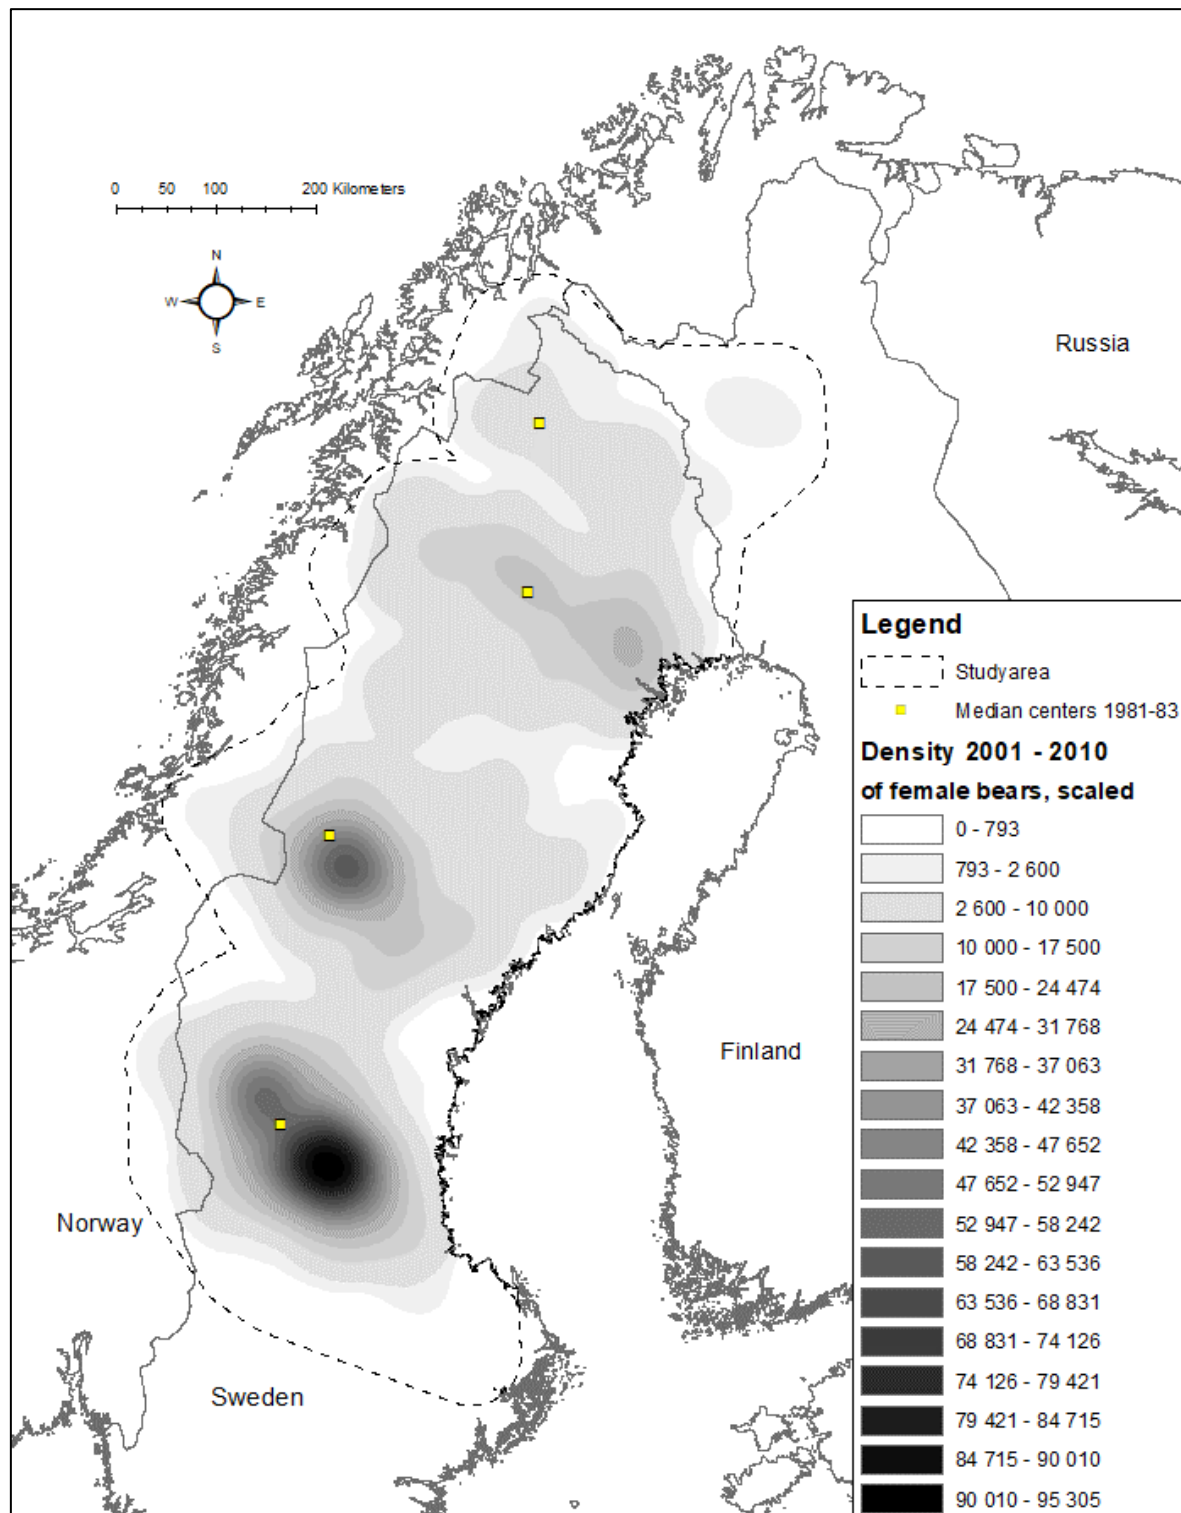 0 50 100 200 Kilometers
N
W E
S
Russia
Finland
Norway
Sweden
Legend
Studyarea
Median centers 1981-83
Density 2001 - 2010
of female bears, scaled
0 - 793
793 - 2 600
2 600 - 10 000
10 000 - 17 500
17 500 - 24 474
24 474 - 31 768
31 768 - 37 063
37 063 - 42 358
42 358 - 47 652
47 652 - 52 947
52 947 - 58 242
58 242 - 63 536
63 536 - 68 831
68 831 - 74 126
74 126 - 79 421
79 421 - 84 715
84 715 - 90 010
90 010 - 95 305